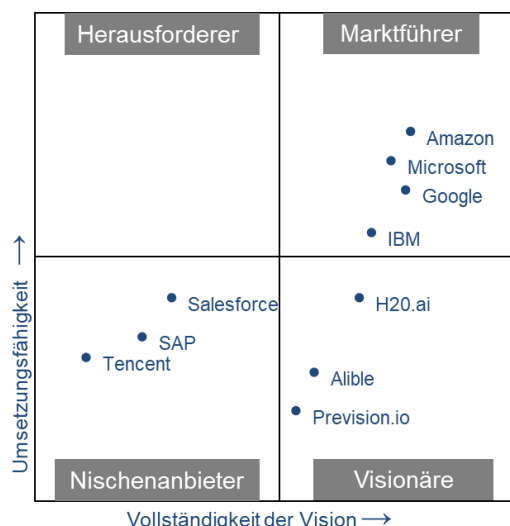 Herausforderer
Marktführer
Amazon
Microsoft
Google
IBM
Umsetzungsfähigkeit →
Salesforce
SAP
Tencent
H20.ai
Alible
Prevision.io
Nischenanbieter
Visionäre
Vollständigkeit der Vision →